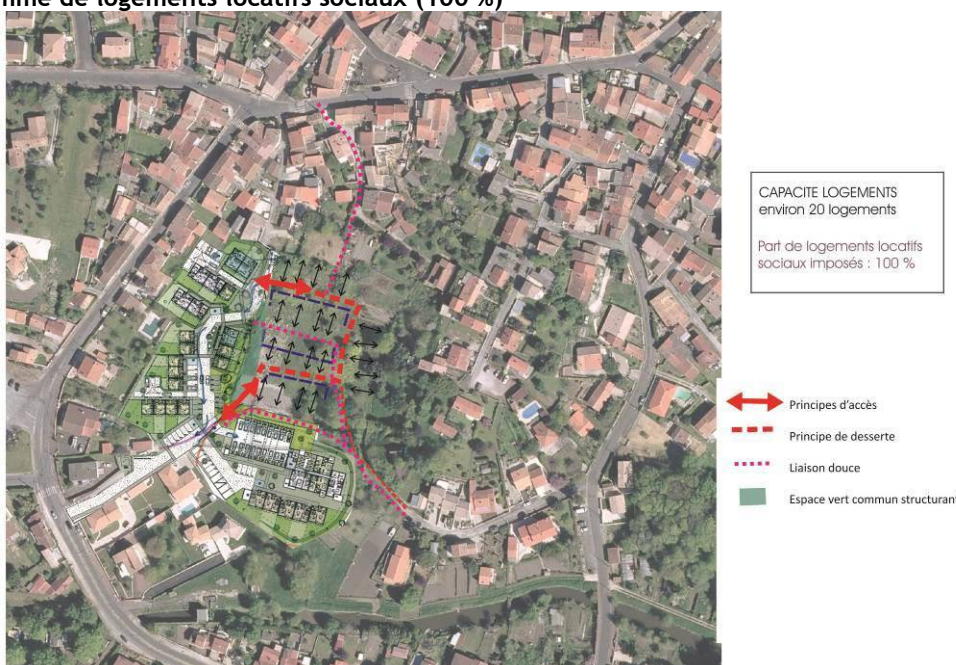 de logements locatifs sociaux (100 %)
CAPACITE LOGEMENTS
environ 20 logements
Part de logements locatifs
sociaux imposés : 100 %
Principes d'accès
Principe de desserte
Liaison douce
Espace vert commun structurant